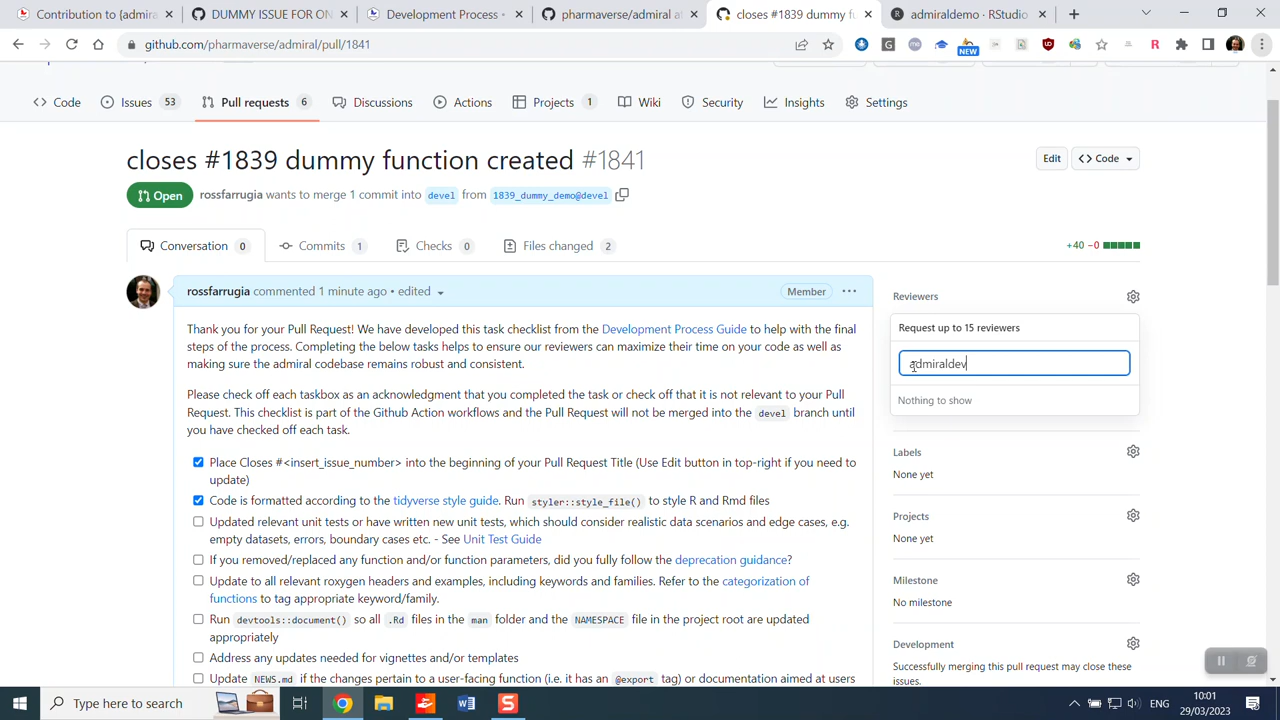 Contribution to {admira
DUMMY ISSUE FOR ON
Development Process •
pharmaverse/admiral at
closes #1839 dummy fu
admiraldemo - RStudio
github.com/pharmaverse/admiral/pull/1841
NEW
Code
Issues 53
Pull requests 6
Discussions
Actions
Projects 1
Wiki
Security
Insights
Settings
closes #1839 dummy function created #1841
Edit
<> Code
Open
rossfarrugia wants to merge 1 commit into devel from 1839_dummy_demo@devel
Conversation 0
Commits 1
Checks 0
Files changed 2
+40 −0
rossfarrugia commented 1 minute ago • edited
Member
Thank you for your Pull Request! We have developed this task checklist from the Development Process Guide to help with the final
steps of the process. Completing the below tasks helps to ensure our reviewers can maximize their time on your code as well as
making sure the admiral codebase remains robust and consistent.
Please check off each taskbox as an acknowledgment that you completed the task or check off that it is not relevant to your Pull
Request. This checklist is part of the Github Action workflows and the Pull Request will not be merged into the devel branch until
you have checked off each task.
Place Closes #<insert_issue_number> into the beginning of your Pull Request Title (Use Edit button in top-right if you need to
update)
Code is formatted according to the tidyverse style guide. Run styler::style_file() to style R and Rmd files
Updated relevant unit tests or have written new unit tests, which should consider realistic data scenarios and edge cases, e.g.
empty datasets, errors, boundary cases etc. - See Unit Test Guide
If you removed/replaced any function and/or function parameters, did you fully follow the deprecation guidance?
Update to all relevant roxygen headers and examples, including keywords and families. Refer to the categorization of
functions to tag appropriate keyword/family.
Run devtools::document() so all .Rd files in the man folder and the NAMESPACE file in the project root are updated
appropriately
Address any updates needed for vignettes and/or templates
Update NEWS.md if the changes pertain to a user-facing function (i.e. it has an @export tag) or documentation aimed at users
Reviewers
Request up to 15 reviewers
admiraldev
Nothing to show
Labels
None yet
Projects
None yet
Milestone
No milestone
Development
Successfully merging this pull request may close these
issues.
Type here to search
ENG
10:01
29/03/2023